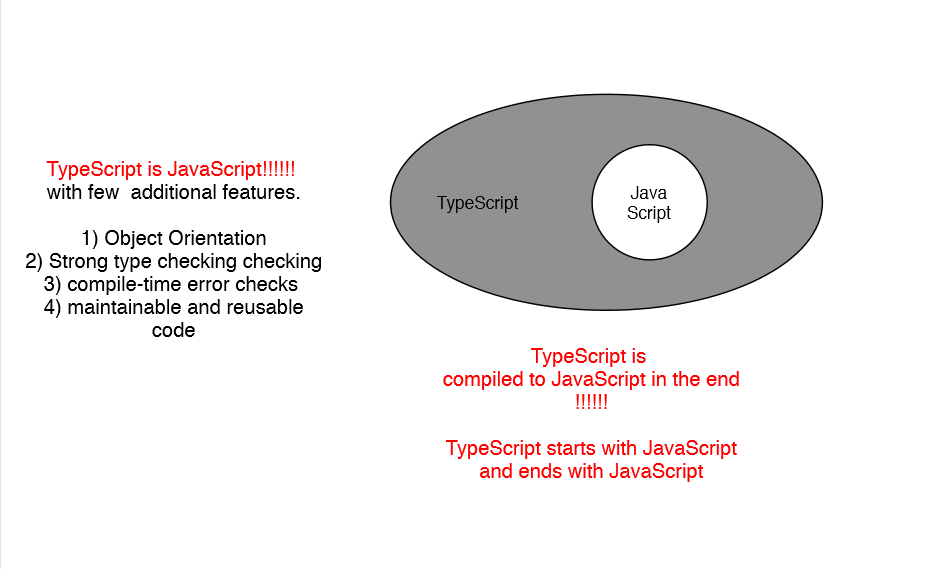 TypeScript is JavaScript!!!!!!
with few  additional features.
1) Object Orientation
2) Strong type checking checking
3) compile-time error checks
4) maintainable and reusable
code
TypeScript
Java
Script
TypeScript is
compiled to JavaScript in the end
!!!!!!
TypeScript starts with JavaScript
and ends with JavaScript